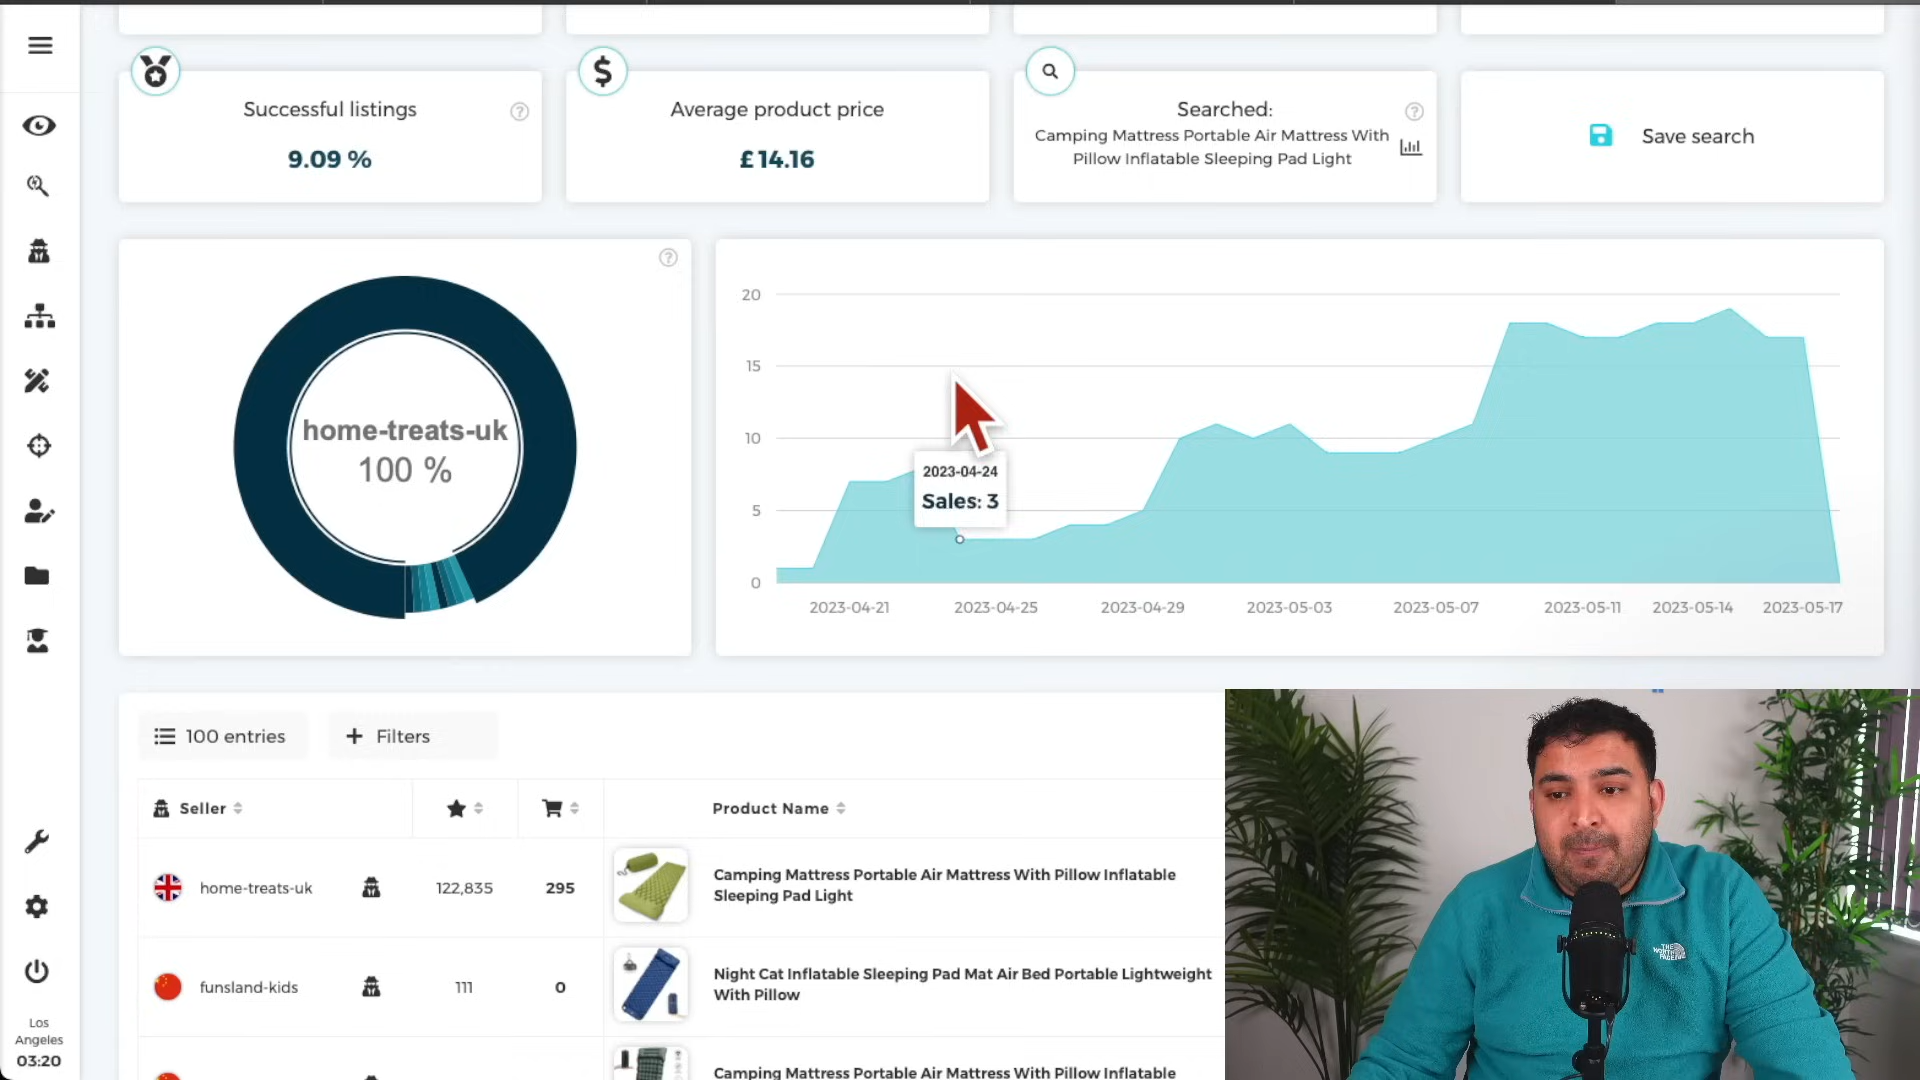 Successful listings
9.09 %
Average product price
£14.16
Searched:
Camping Mattress Portable Air Mattress With
Pillow Inflatable Sleeping Pad Light
Save search
home-treats-uk
100 %
20
15
10
5
0
2023-04-24
Sales: 3
2023-04-21
2023-04-25
2023-04-29
2023-05-03
2023-05-07
2023-05-11
2023-05-14
2023-05-17
100 entries
+ Filters
Seller
Product Name
home-treats-uk
122,835
295
Camping Mattress Portable Air Mattress With Pillow Inflatable
Sleeping Pad Light
funsland-kids
111
0
Night Cat Inflatable Sleeping Pad Mat Air Bed Portable Lightweight
With Pillow
Camping Mattress Portable Air Mattress With Pillow Inflatable
Los
Angeles
03:20
THE
NORTH
FACE